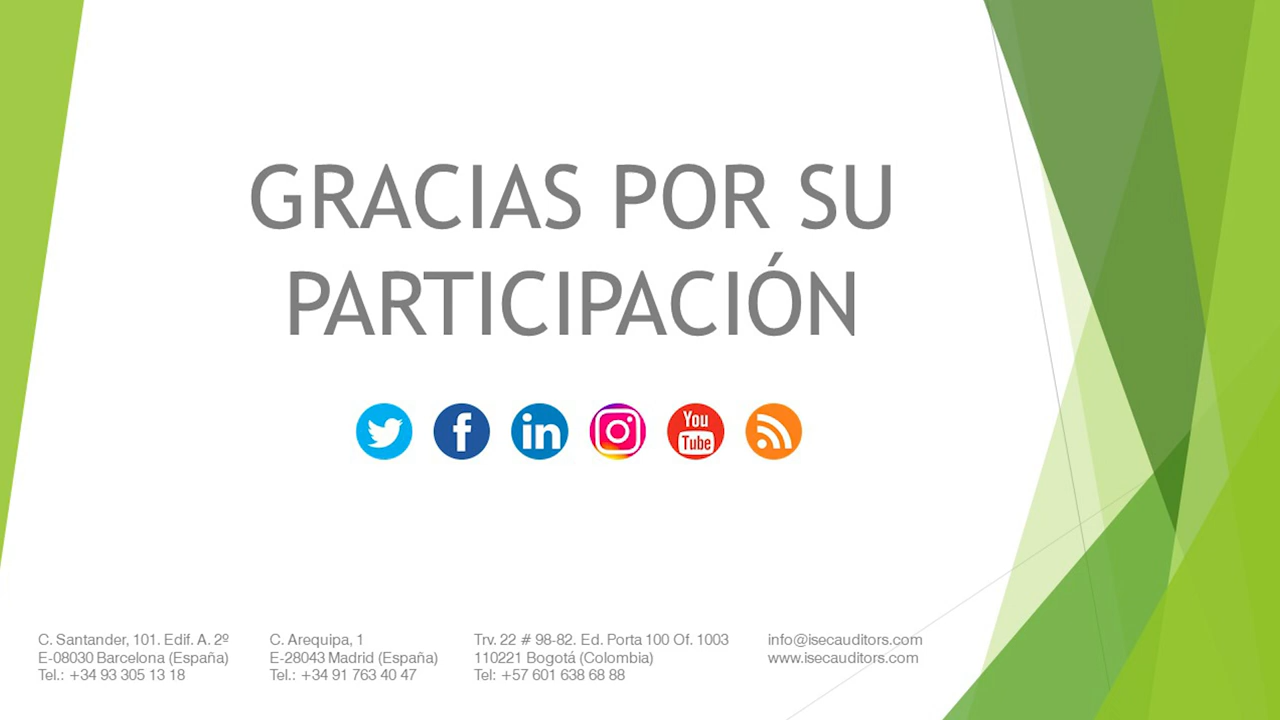 GRACIAS POR SU
PARTICIPACIÓN
You
Tube
C. Santander, 101. Edif. A. 2º
E-08030 Barcelona (España)
Tel.: +34 93 305 13 18
C. Arequipa, 1
E-28043 Madrid (España)
Tel.: +34 91 763 40 47
Trv. 22 # 98-82. Ed. Porta 100 Of. 1003
110221 Bogotá (Colombia)
Tel: +57 601 638 68 88
info@isecauditors.com
www.isecauditors.com